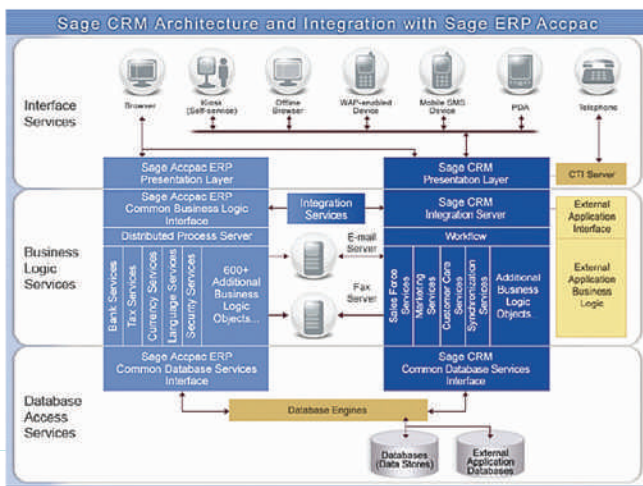 Sage CRM Architecture and Integration with Sage ERP Accpac
Interface
Services
Browser
Kiosk
(Self-service)
Offline
Browser
WAP-enabled
Device
Mobile SMS
Device
PDA
Telephone
Sage Accpac ERP
Presentation Layer
Sage CRM
Presentation Layer
CTI Server
Business
Logic
Services
Sage Accpac ERP
Common Business Logic
Interface
Integration
Services
Sage CRM
Integration Server
External
Application
Interface
Distributed Process Server
E-mail
Server
Workflow
Bank Services
Tax Services
Currency Services
Language Services
Security Services
600+
Additional
Business
Logic
Objects...
Fax
Server
Sales Force
Services
Marketing
Services
Customer Care
Services
Synchronization
Services
Additional
Business
Logic
Objects...
External
Application
Business
Logic
Database
Access
Services
Sage Accpac ERP
Common Database Services
Interface
Sage CRM
Common Database Services
Interface
Database Engines
Databases
(Data Stores)
External
Application
Databases